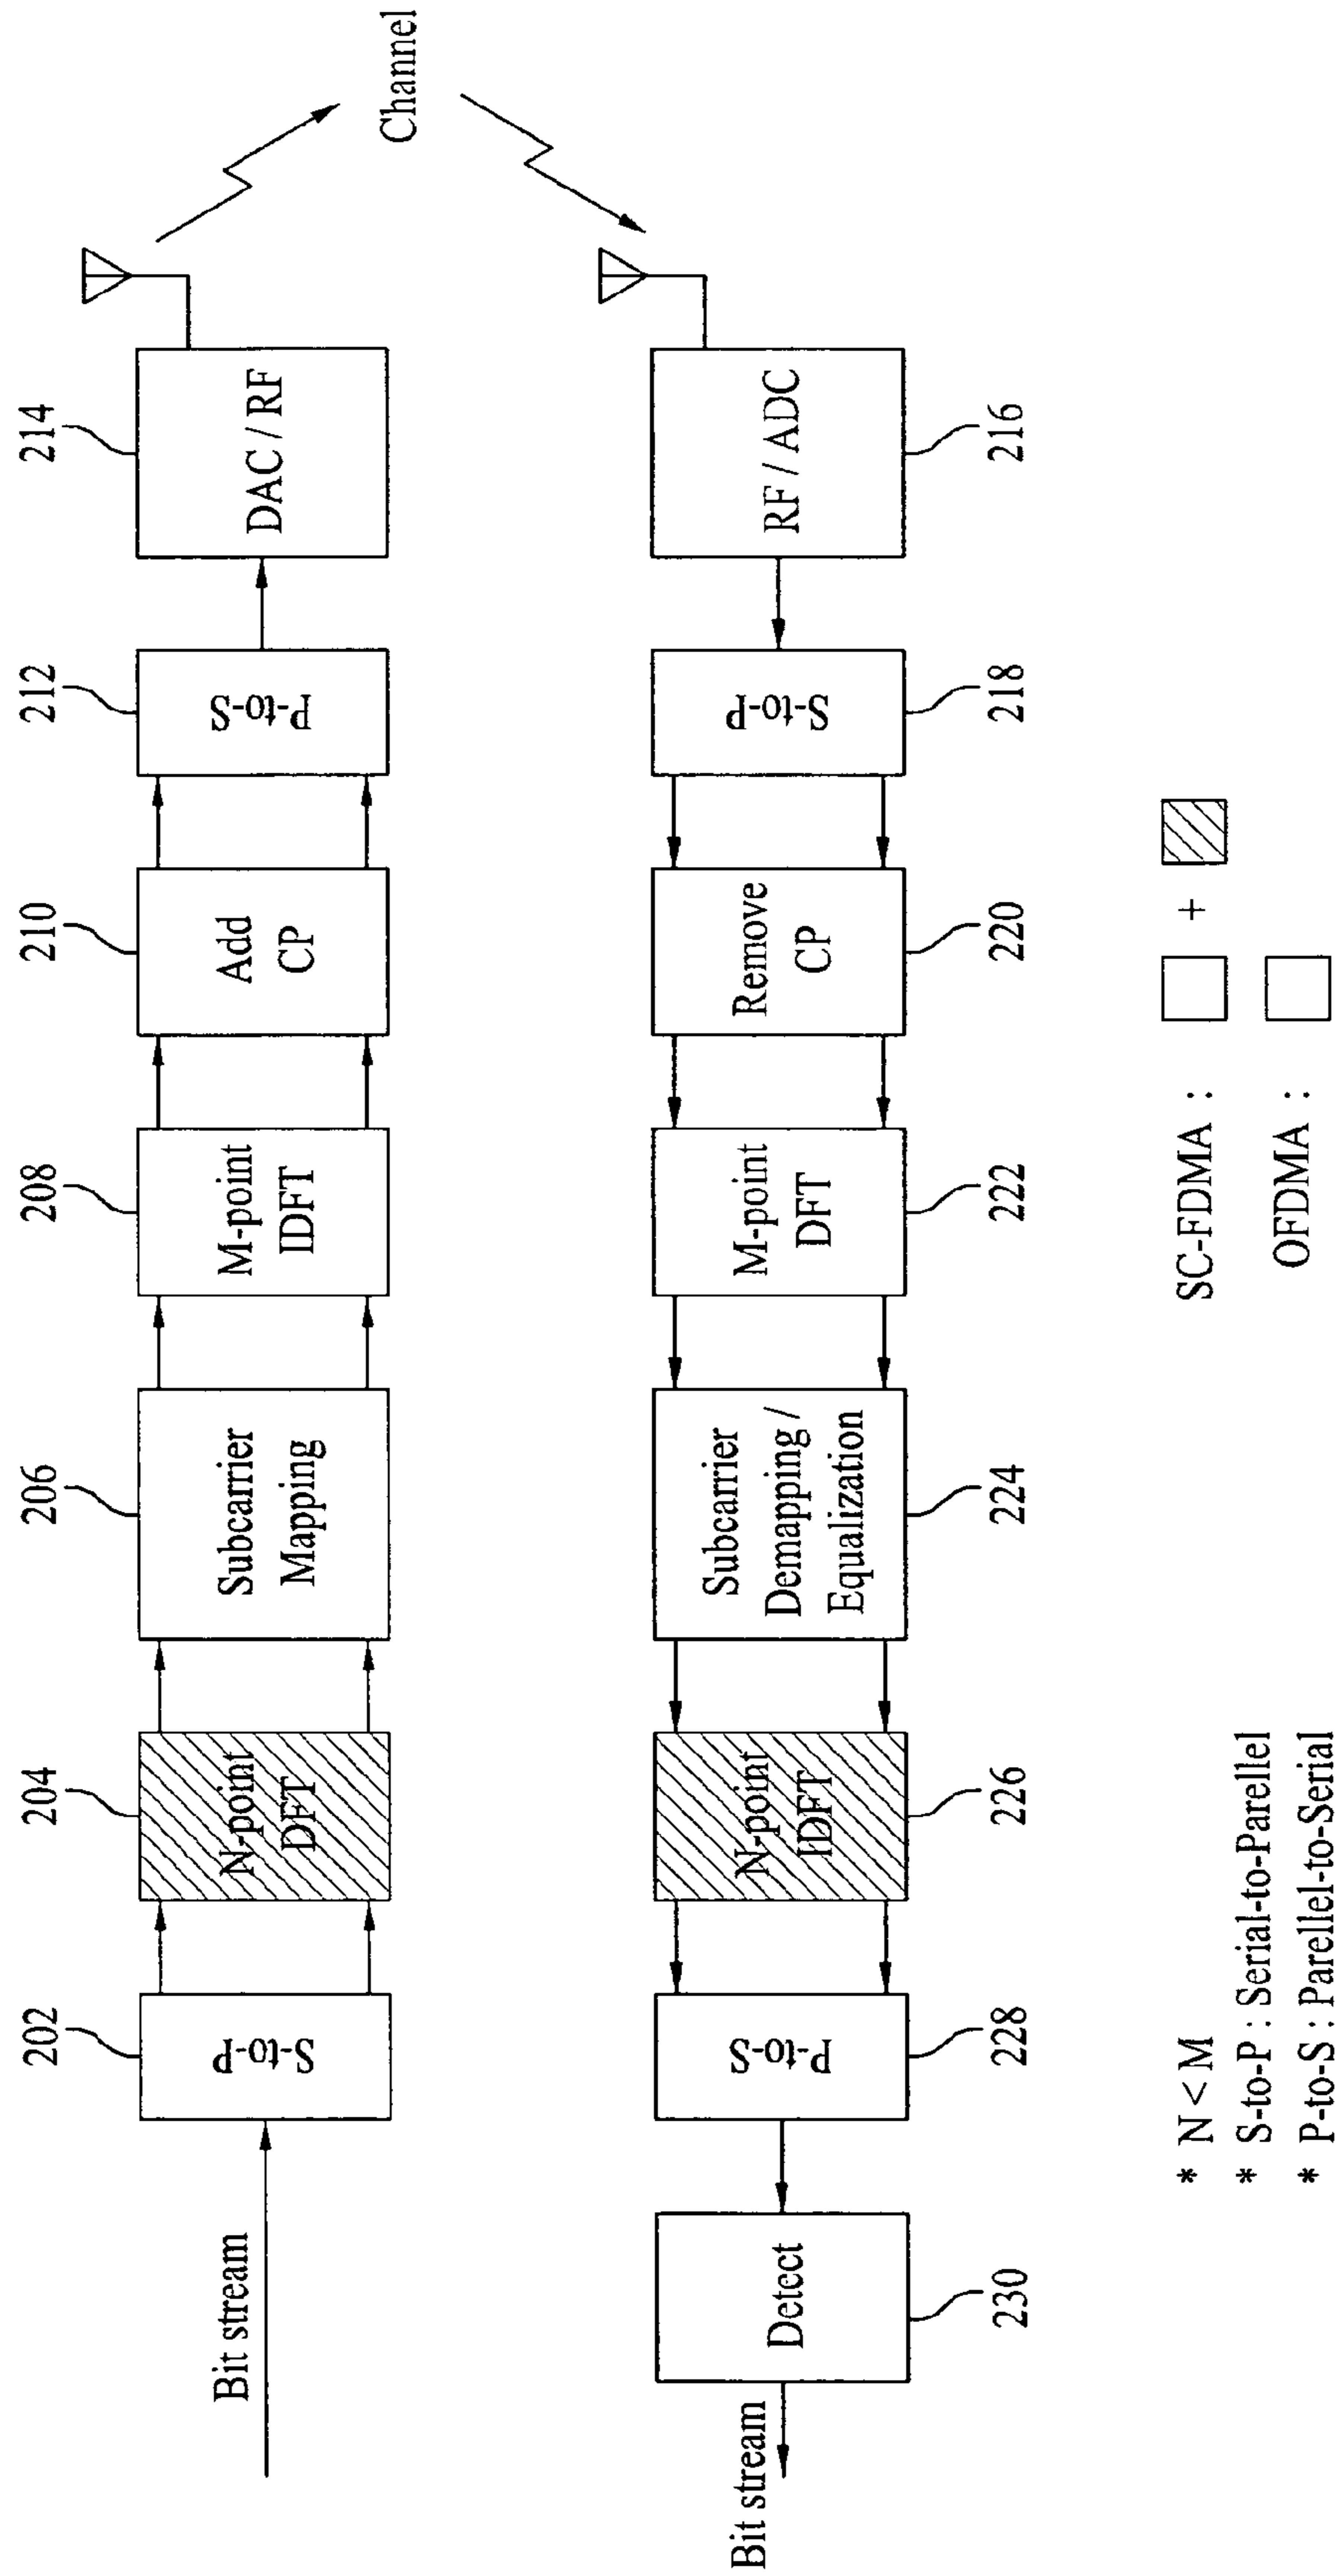 202
204
206
208
210
212
214
Bit stream
S-to-P
N-point
DFT
Subcarrier
Mapping
M-point
IDFT
Add
CP
P-to-S
DAC / RF
Channel
Bit stream
Detect
P-to-S
N-point
IDFT
Subcarrier
Demapping /
Equalization
M-point
DFT
Remove
CP
S-to-P
RF / ADC
230
228
226
224
222
220
218
216
* N < M
* S-to-P : Serial-to-Parellel
* P-to-S : Parellel-to-Serial
SC-FDMA : +
OFDMA :